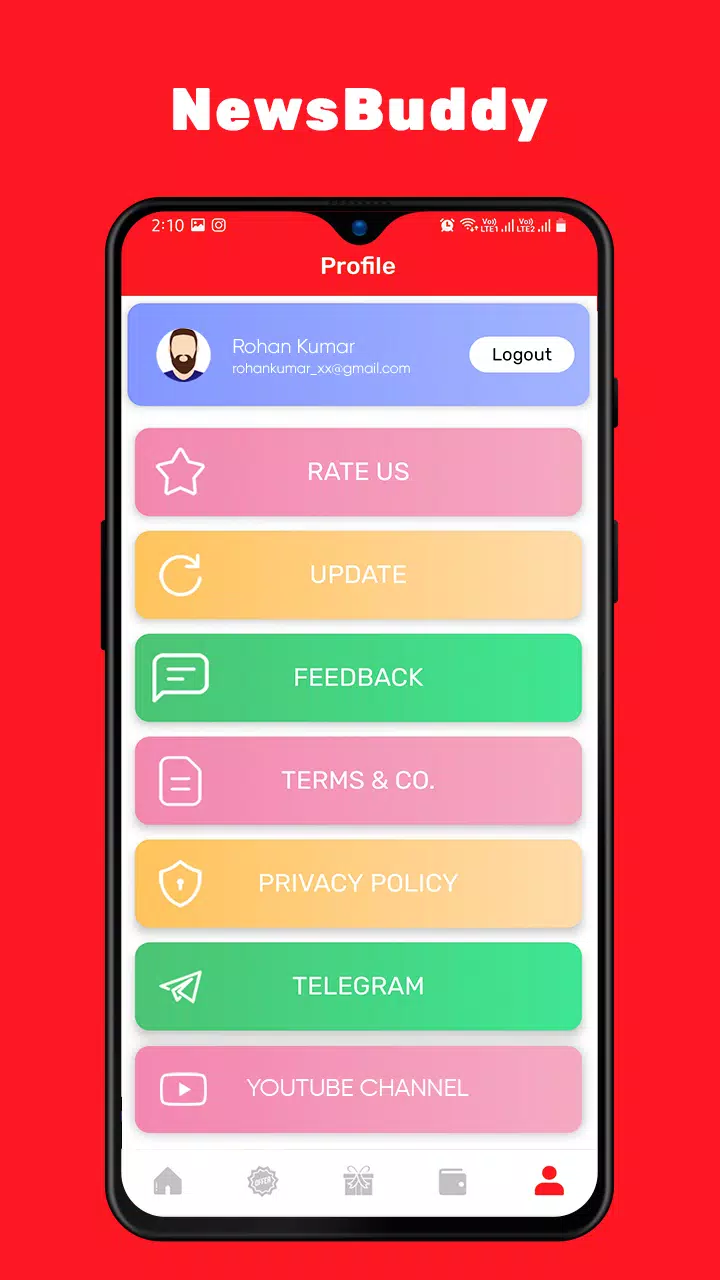 NewsBuddy
2:10
Vo)) LTE1 Vo)) LTE2
Profile
Rohan Kumar
rohankumar_xx@gmail.com
Logout
RATE US
UPDATE
FEEDBACK
TERMS & CO.
PRIVACY POLICY
TELEGRAM
YOUTUBE CHANNEL
OFFER